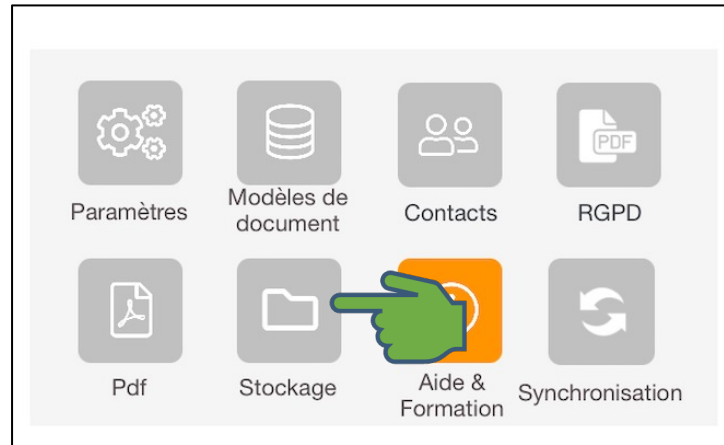 PDF
Paramètres
Modèles de
document
Contacts
RGPD
Pdf
Stockage
Aide &
Formation
Synchronisation